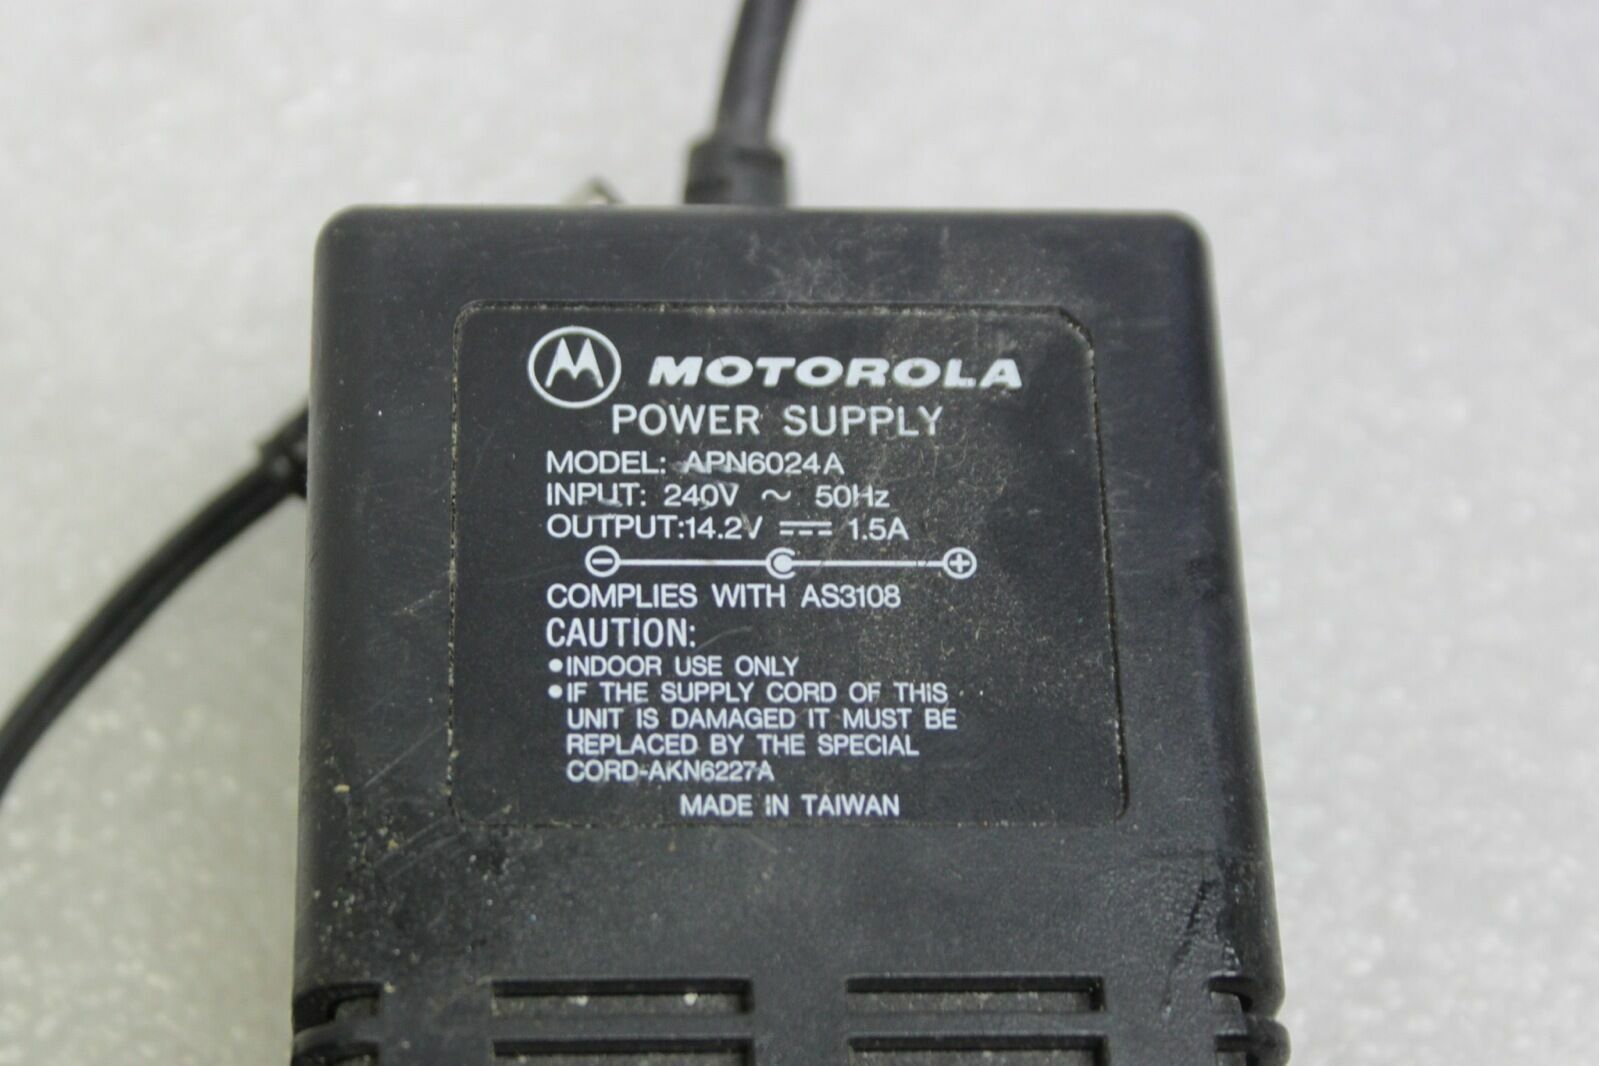 MOTOROLA
POWER SUPPLY
MODEL: APN6024A
INPUT: 240V ~ 50Hz
OUTPUT:14.2V ⎓ 1.5A
COMPLIES WITH AS3108
CAUTION:
●INDOOR USE ONLY
●IF THE SUPPLY CORD OF THIS
UNIT IS DAMAGED IT MUST BE
REPLACED BY THE SPECIAL
CORD-AKN6227A
MADE IN TAIWAN